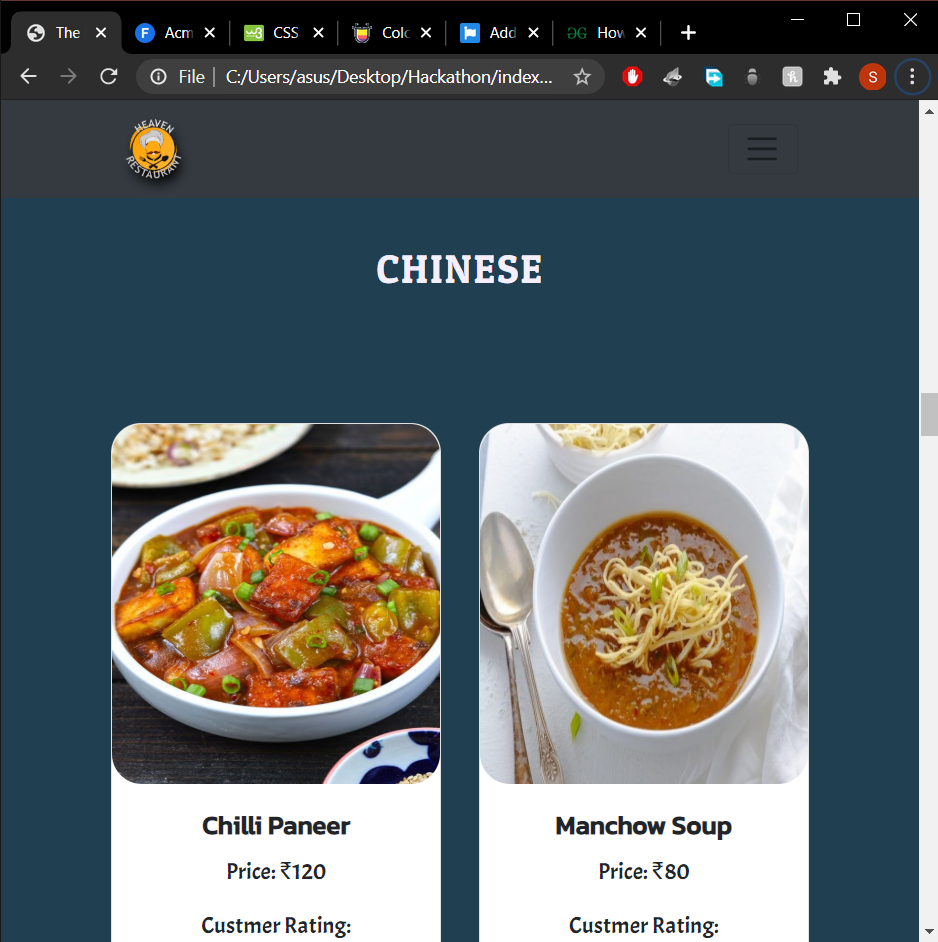 The
Acm
CSS
Colc
Add
How
File
C:/Users/asus/Desktop/Hackathon/index...
S
HEAVEN
RESTAURANT
CHINESE
Chilli Paneer
Manchow Soup
Price: ₹120
Price: ₹80
Custmer Rating:
Custmer Rating: